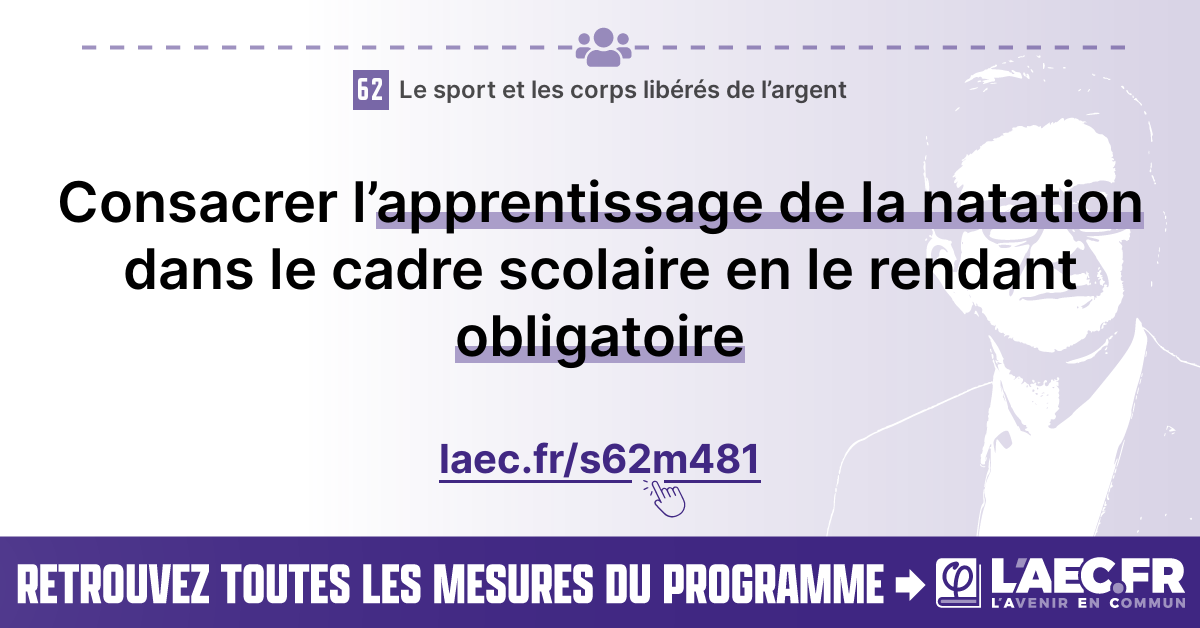 62 Le sport et les corps libérés de l’argent
Consacrer l’apprentissage de la natation
dans le cadre scolaire en le rendant
obligatoire
laec.fr/s62m481
RETROUVEZ TOUTES LES MESURES DU PROGRAMME
φ L'AEC.FR
L'AVENIR EN COMMUN